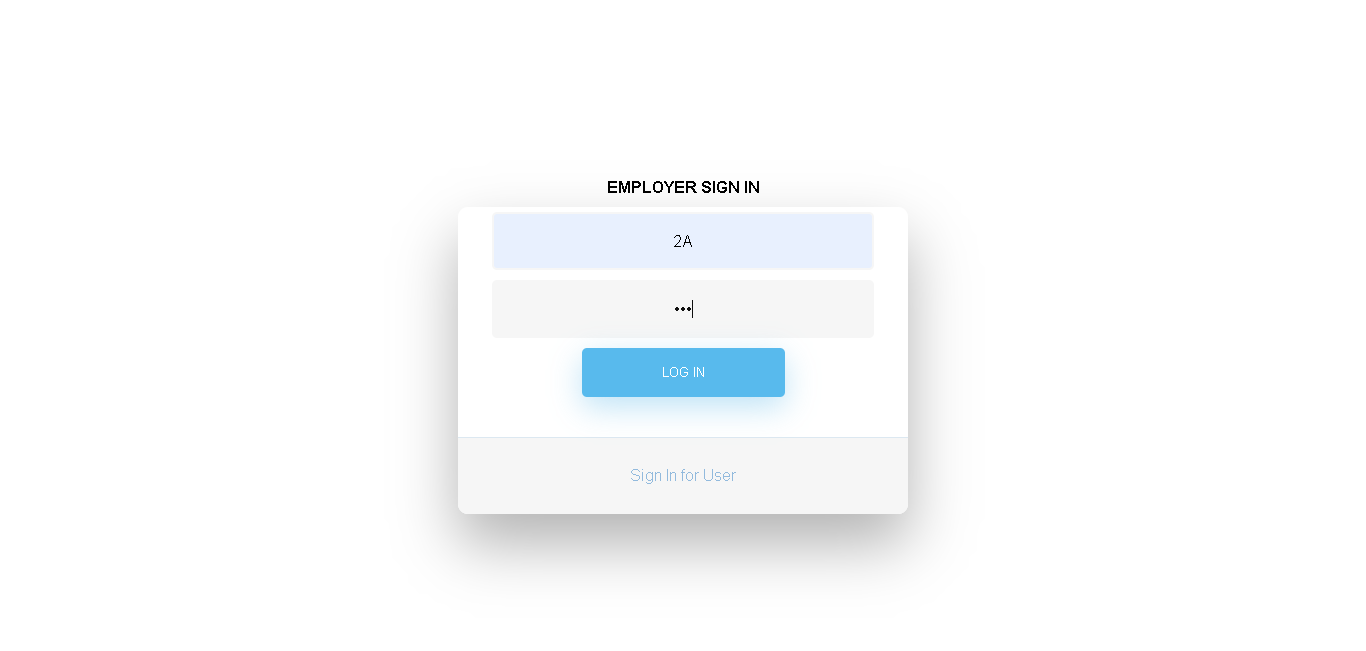 EMPLOYER SIGN IN
2A
•••
LOG IN
Sign In for User